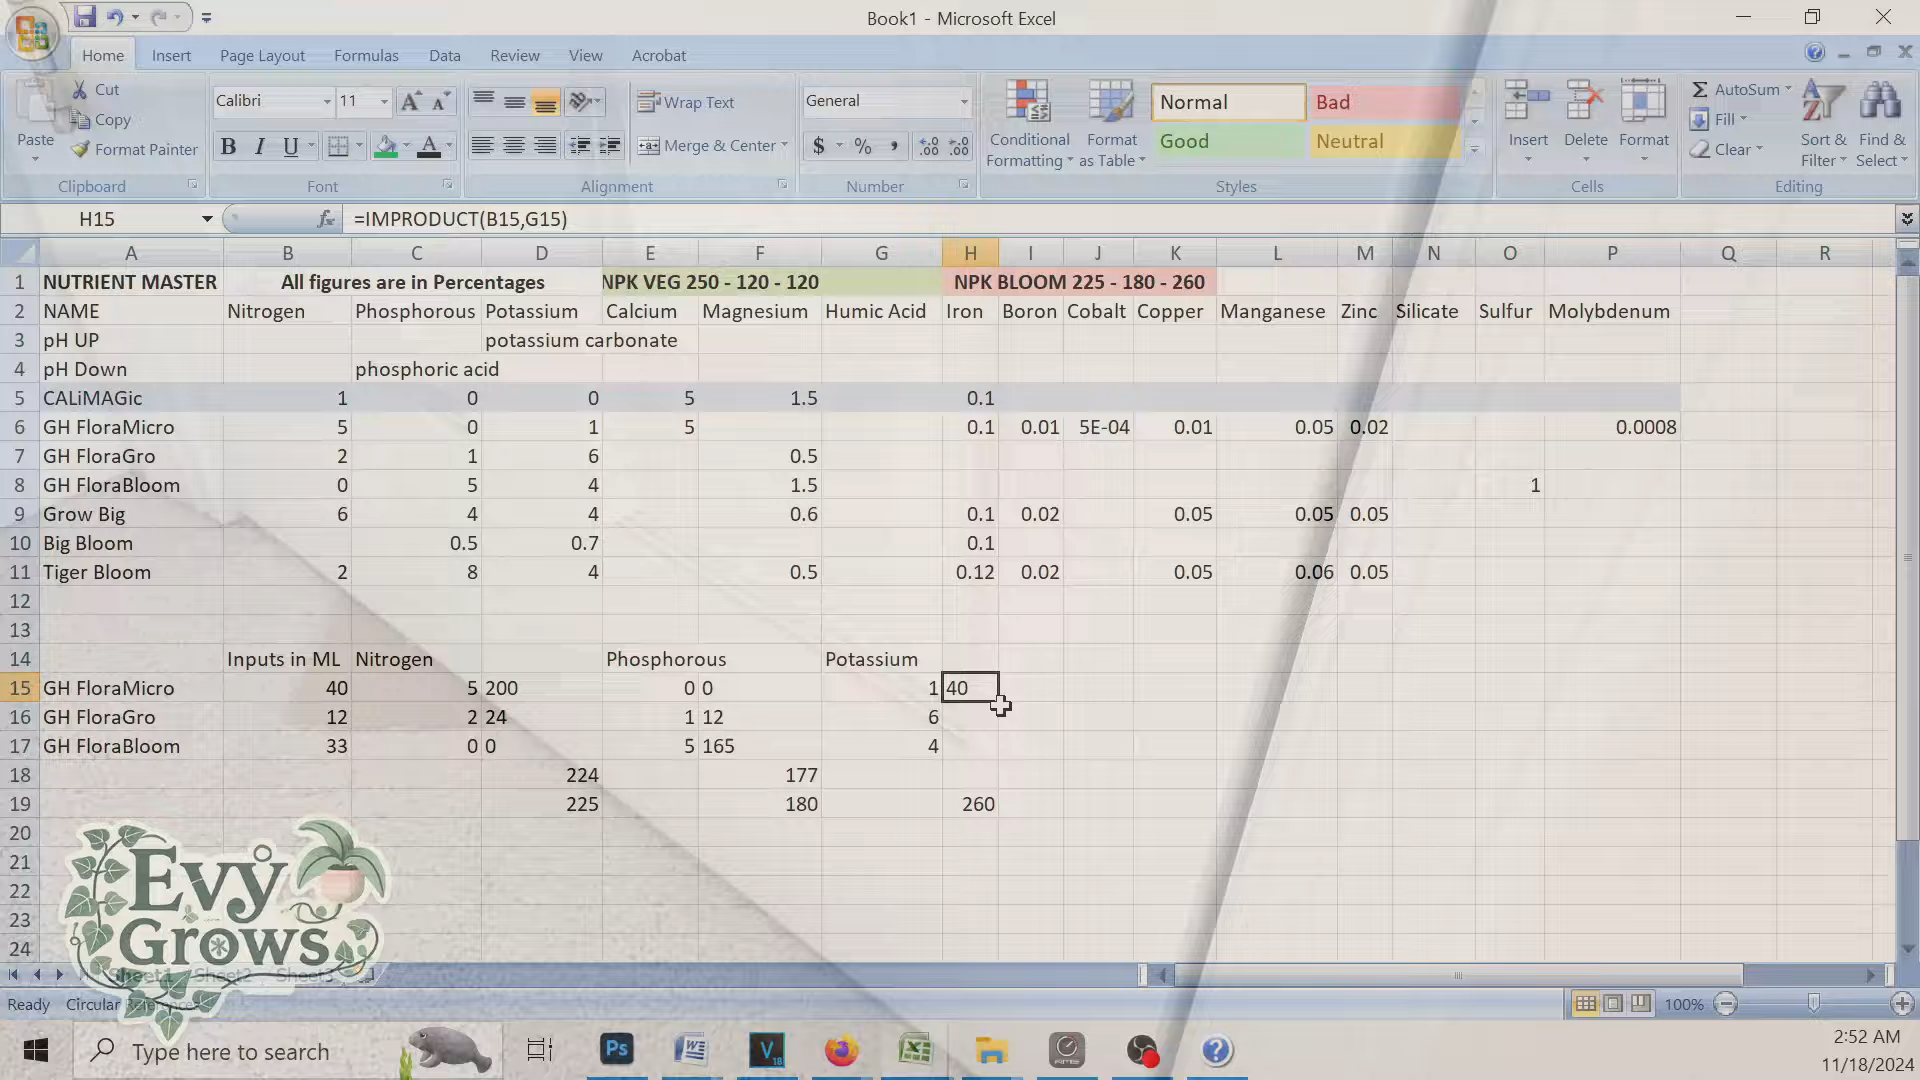 Book1 - Microsoft Excel
Home Insert Page Layout Formulas Data Review View Acrobat
Cut
Copy
Format Painter
Paste
Clipboard
Calibri 11
B I U A
Font
Wrap Text
Merge & Center
Alignment
General
$ % ,
Number
Conditional Formatting
Format as Table
Normal Bad
Good Neutral
Styles
Insert Delete Format
Cells
AutoSum
Fill
Clear
Sort & Filter
Find & Select
Editing
H15 fx =IMPRODUCT(B15,G15)
A B C D E F G H I J K L M N O P Q R
1 NUTRIENT MASTER All figures are in Percentages NPK VEG 250 - 120 - 120 NPK BLOOM 225 - 180 - 260
2 NAME Nitrogen Phosphorous Potassium Calcium Magnesium Humic Acid Iron Boron Cobalt Copper Manganese Zinc Silicate Sulfur Molybdenum
3 pH UP potassium carbonate
4 pH Down phosphoric acid
5 CALiMAGic 1 0 0 5 1.5 0.1
6 GH FloraMicro 5 0 1 5 0.1 0.01 5E-04 0.01 0.05 0.02 0.0008
7 GH FloraGro 2 1 6 0.5
8 GH FloraBloom 0 5 4 1.5 1
9 Grow Big 6 4 4 0.6 0.1 0.02 0.05 0.05 0.05
10 Big Bloom 0.5 0.7 0.1
11 Tiger Bloom 2 8 4 0.5 0.12 0.02 0.05 0.06 0.05
12
13
14 Inputs in ML Nitrogen Phosphorous Potassium
15 GH FloraMicro 40 5 200 0 0 1 40
16 GH FloraGro 12 2 24 1 12 6
17 GH FloraBloom 33 0 0 5 165 4
18 224 177
19 225 180 260
20
21
22
23
24
Evy
Grows
Sheet1 Sheet2 Sheet3
Ready Circular References 100%
Type here to search
Ps
V
18
2:52 AM
11/18/2024